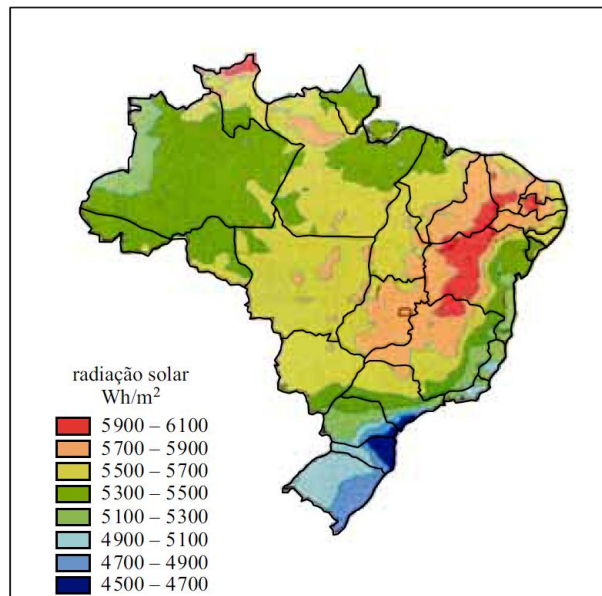 radiação solar
Wh/m²
5900 – 6100
5700 – 5900
5500 – 5700
5300 – 5500
5100 – 5300
4900 – 5100
4700 – 4900
4500 – 4700